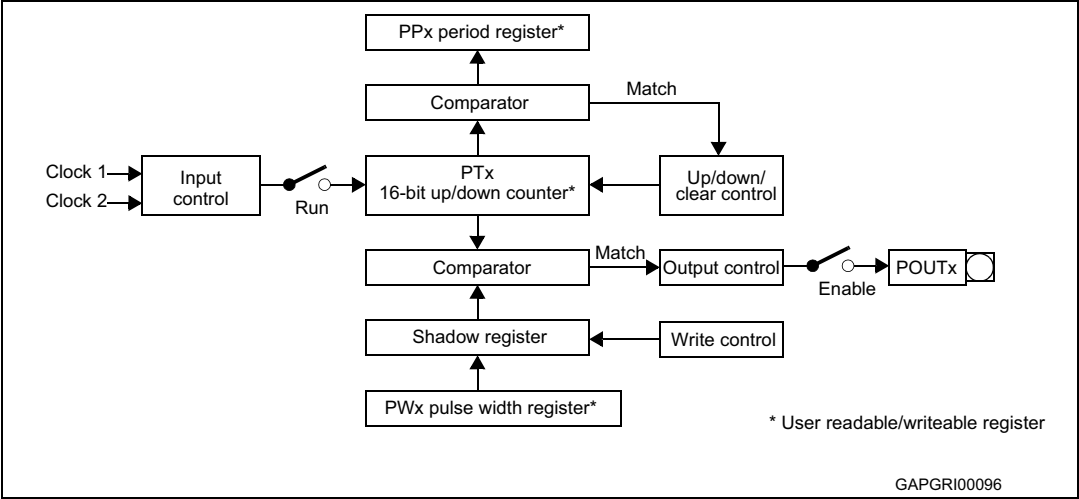 PPx period register*
Comparator
Match
Clock 1
Clock 2
Input
control
Run
PTx
16-bit up/down counter*
Up/down/
clear control
Comparator
Match
Output control
Enable
POUTx
Shadow register
Write control
PWx pulse width register*
* User readable/writeable register
GAPGRI00096